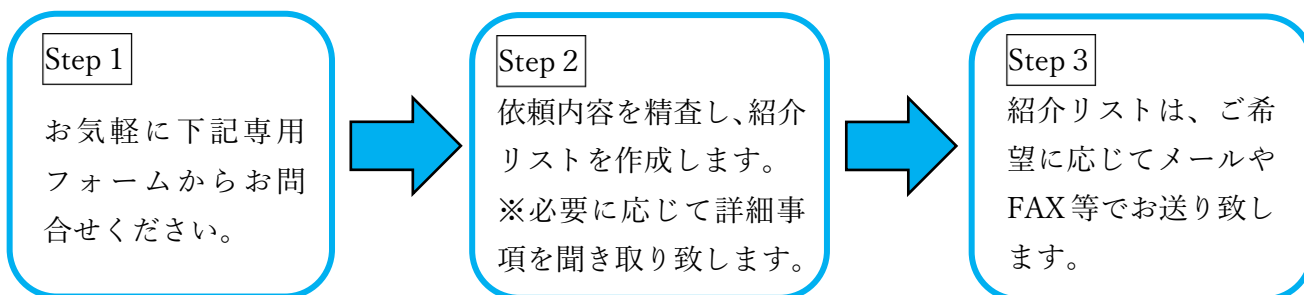 Step 1
お気軽に下記専用
フォームからお問
合せください。
Step 2
依頼内容を精査し、紹介
リストを作成します。
※必要に応じて詳細事
項を聞き取り致します。
Step 3
紹介リストは、ご希
望に応じてメールや
FAX 等でお送り致し
ます。